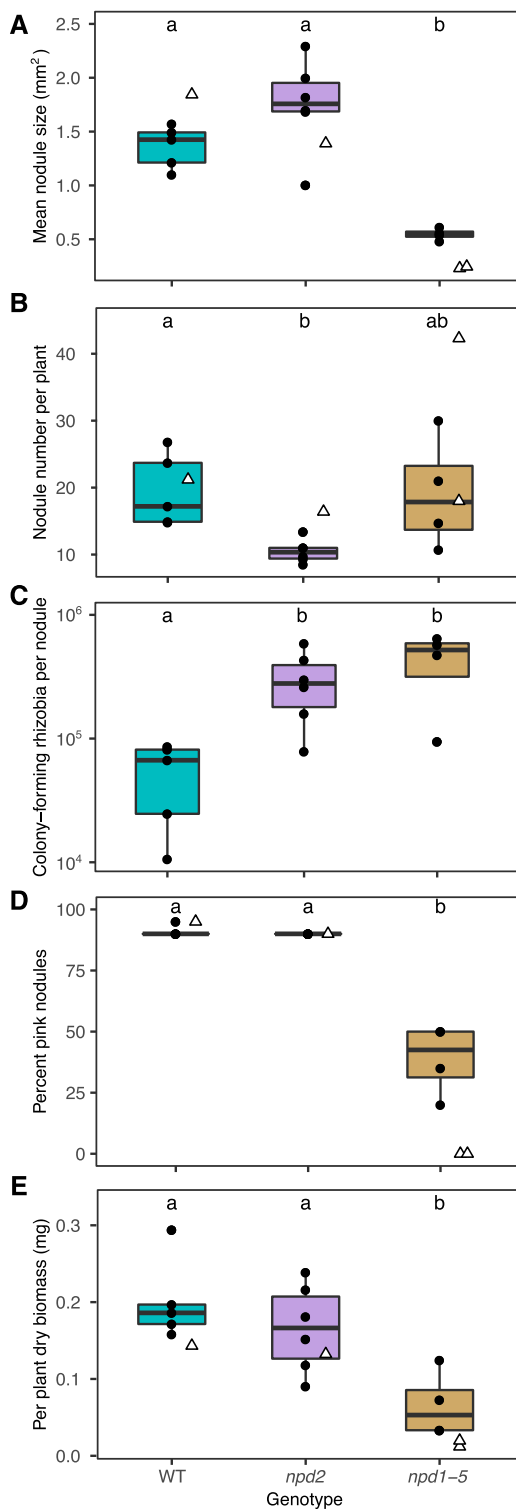 A
a a b
Mean nodule size (mm²)
2.5
2.0
1.5
1.0
0.5
B
a b ab
Nodule number per plant
40
30
20
10
C
a b b
Colony−forming rhizobia per nodule
10⁶
10⁵
10⁴
D
a a b
Percent pink nodules
100
75
50
25
0
E
a a b
Per plant dry biomass (mg)
0.3
0.2
0.1
0.0
WT npd2 npd1−5
Genotype